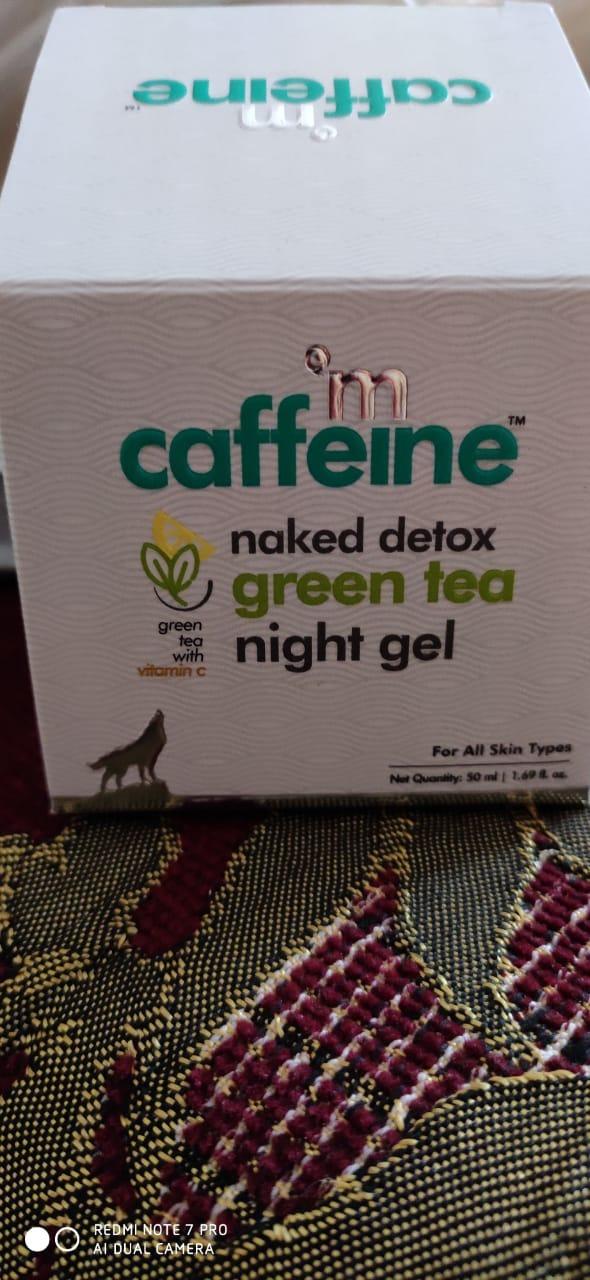 caffeine™
'm
'm
caffeine™
naked detox
green tea
night gel
green
tea
with
vitamin c
For All Skin Types
Net Quantity: 50 ml | 1.69 fl. oz.
REDMI NOTE 7 PRO
AI DUAL CAMERA